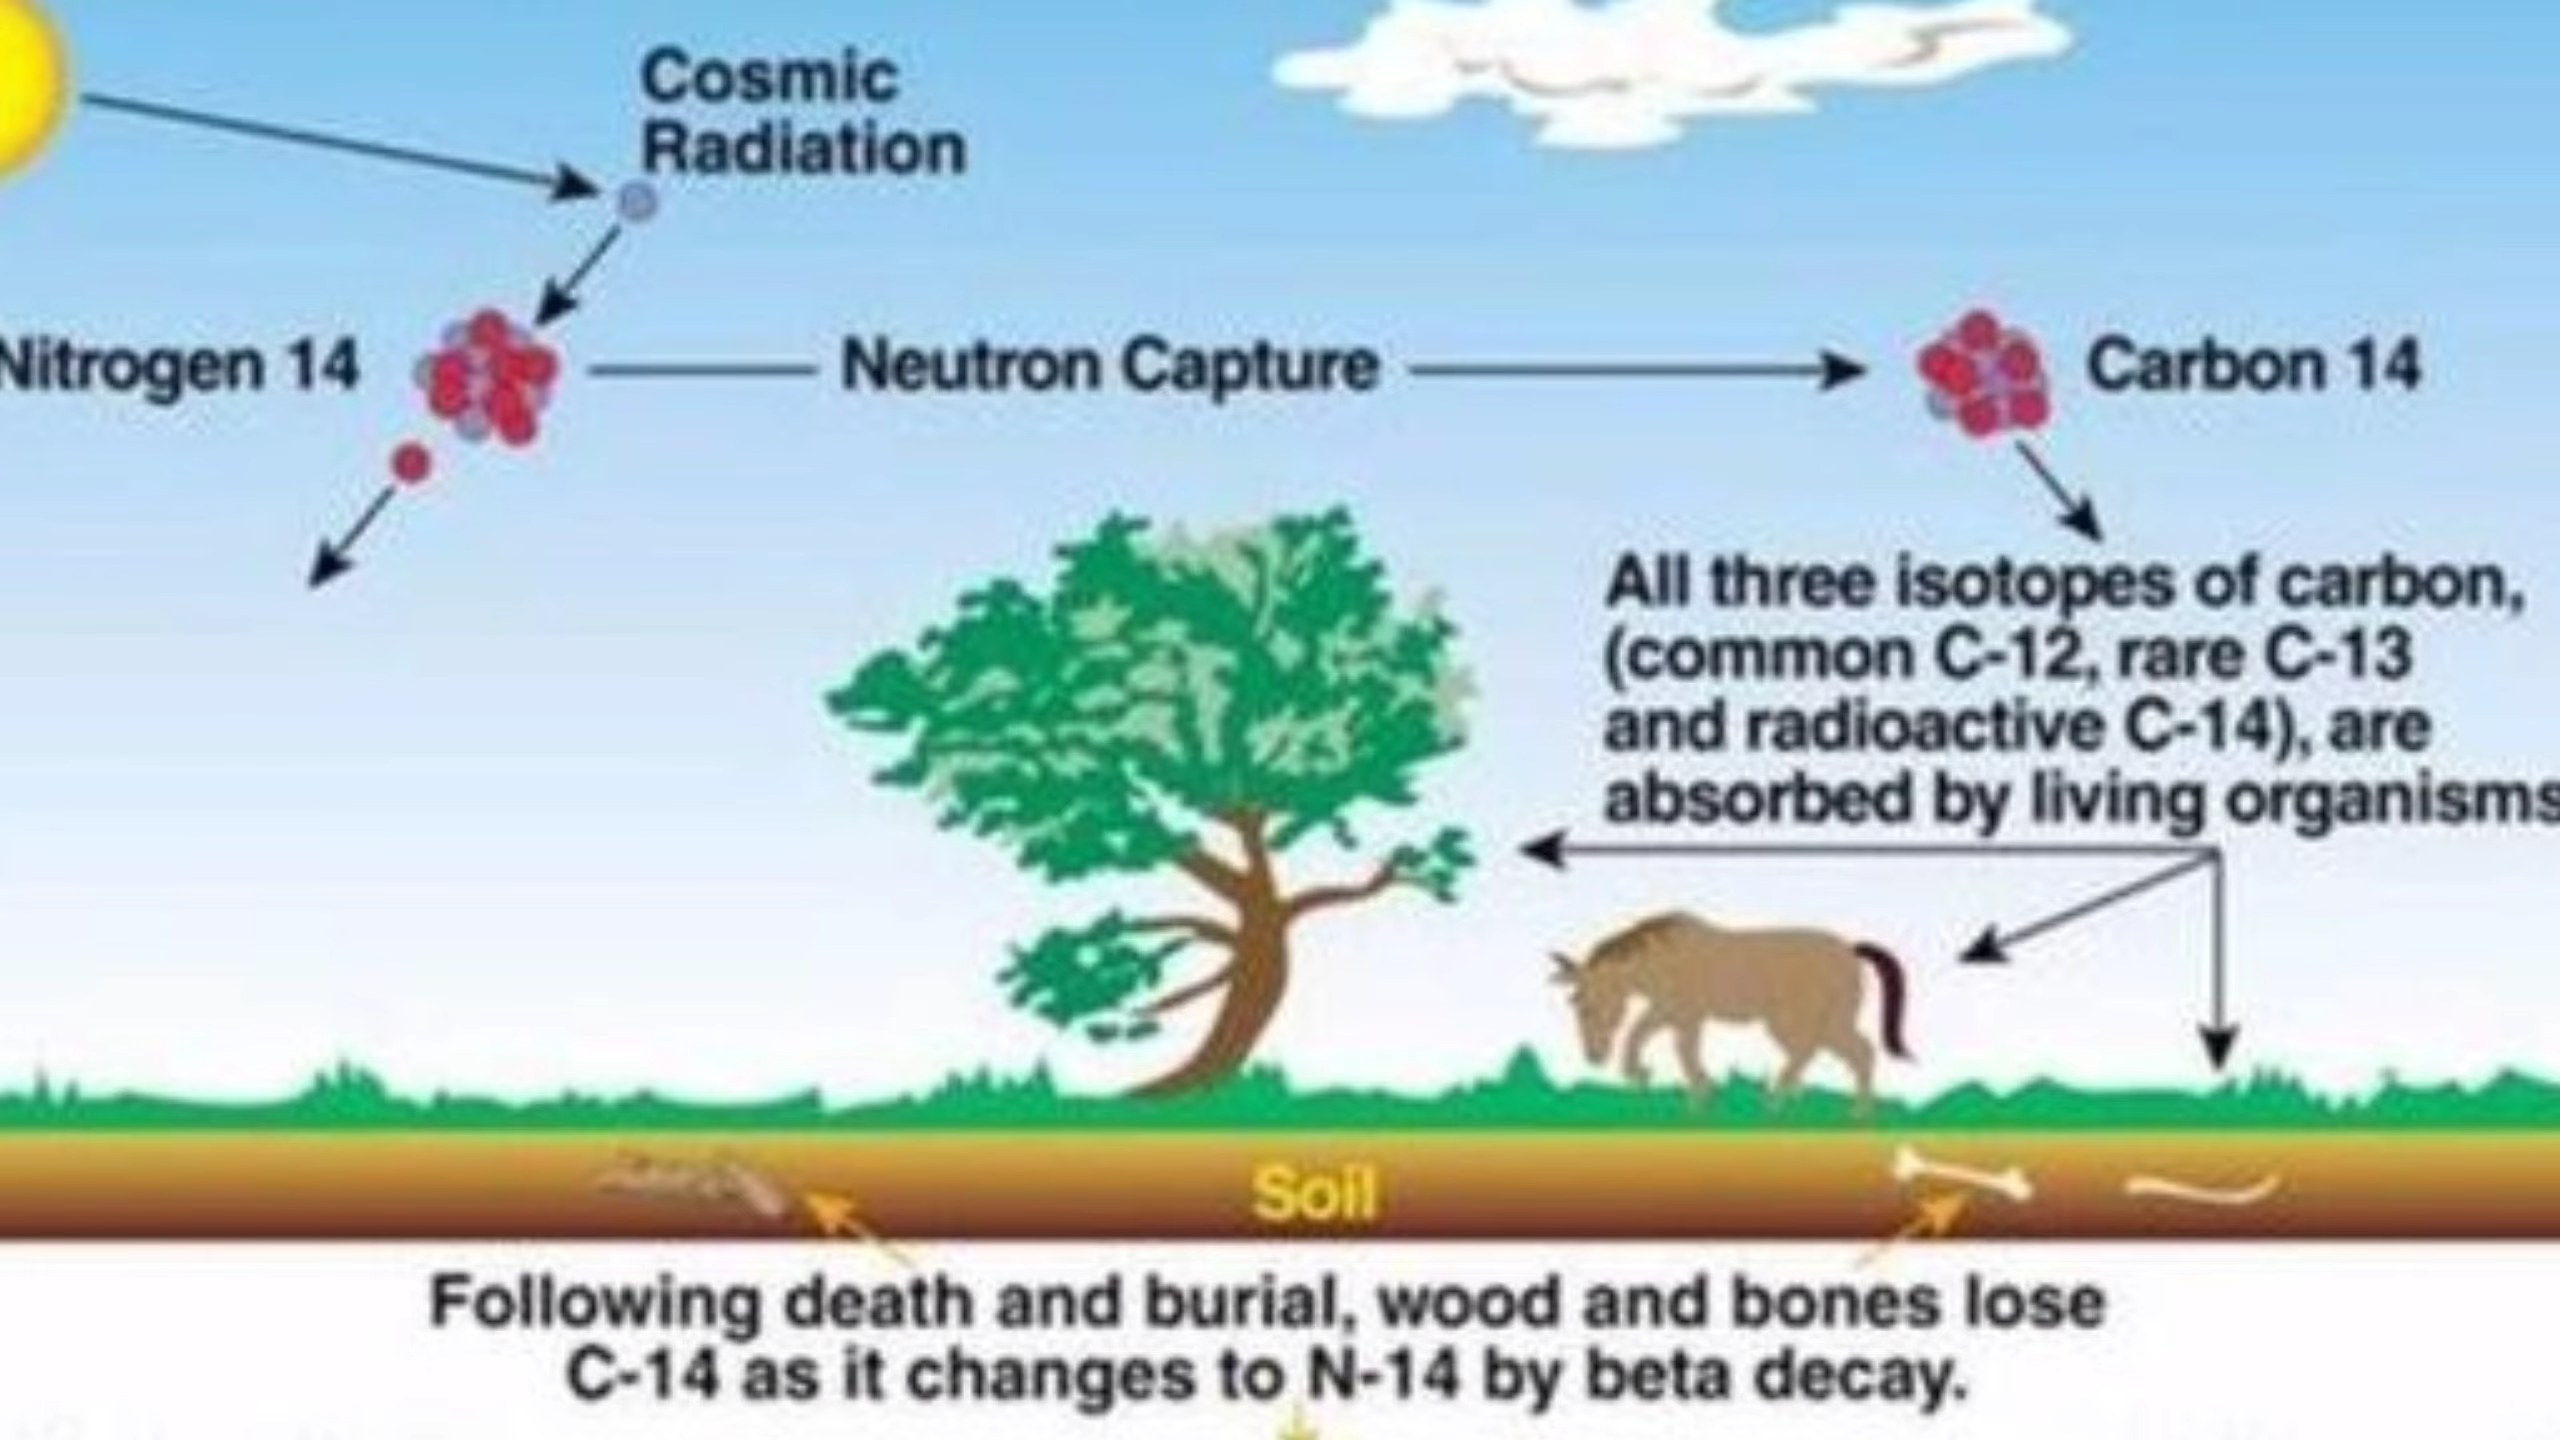 Cosmic
Radiation
Nitrogen 14
Neutron Capture
Carbon 14
All three isotopes of carbon,
(common C-12, rare C-13
and radioactive C-14), are
absorbed by living organisms
Soil
Following death and burial, wood and bones lose
C-14 as it changes to N-14 by beta decay.